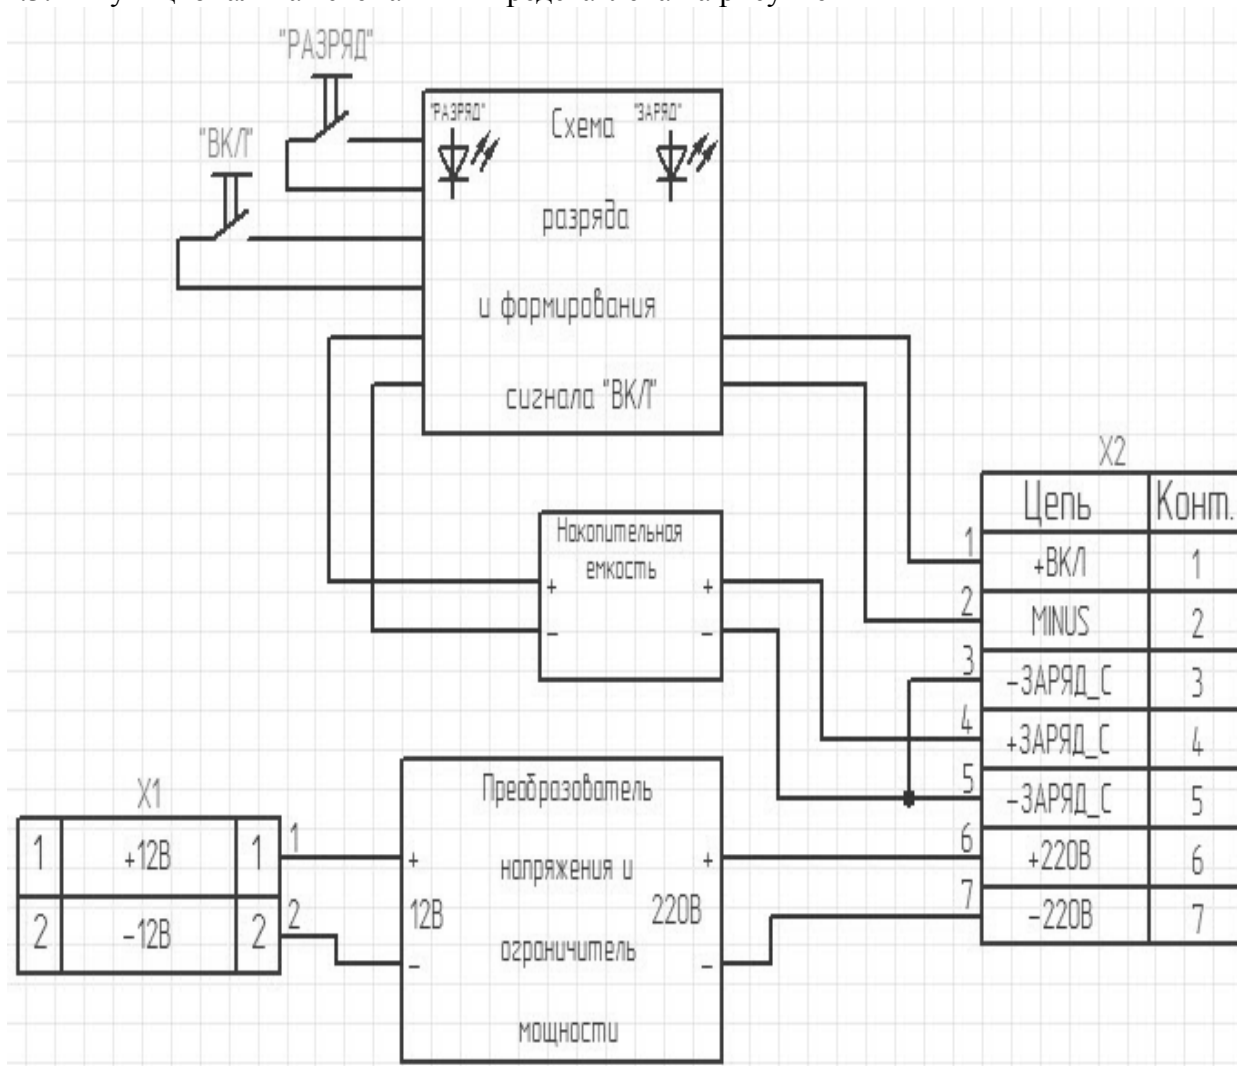 "РАЗРЯД"
"ВКЛ"
"РАЗРЯД"
"ЗАРЯД"
Схема
разряда
и формирования
сигнала "ВКЛ"
Накопительная
емкость
+ +
− −
X2
Цепь Конт.
1 +ВКЛ 1
2 MINUS 2
3 −ЗАРЯД_С 3
4 +ЗАРЯД_С 4
5 −ЗАРЯД_С 5
6 +220В 6
7 −220В 7
X1
1 +12В 1 1
2 −12В 2 2
Преобразователь
+ напряжения и +
12В 220В
− ограничитель −
мощности